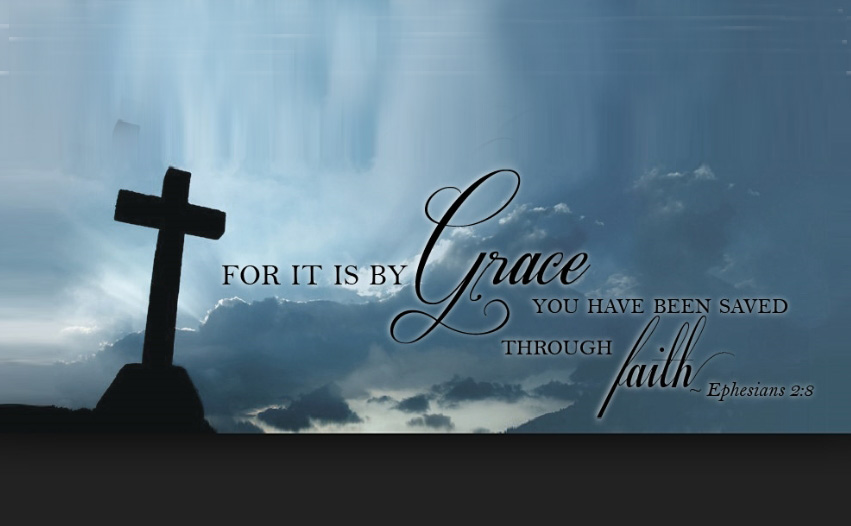 FOR IT IS BY Grace
YOU HAVE BEEN SAVED
THROUGH faith
~ Ephesians 2:8